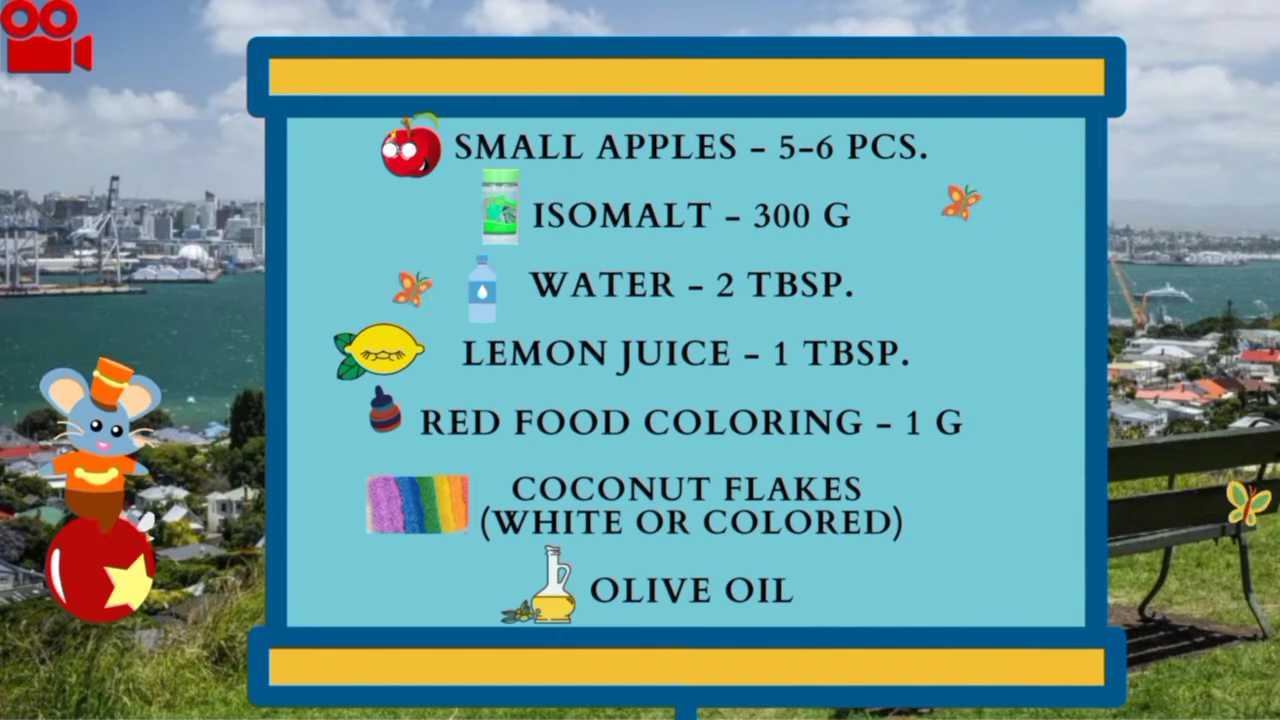 SMALL APPLES - 5-6 PCS.
ISOMALT - 300 G
WATER - 2 TBSP.
LEMON JUICE - 1 TBSP.
RED FOOD COLORING - 1 G
COCONUT FLAKES
(WHITE OR COLORED)
OLIVE OIL